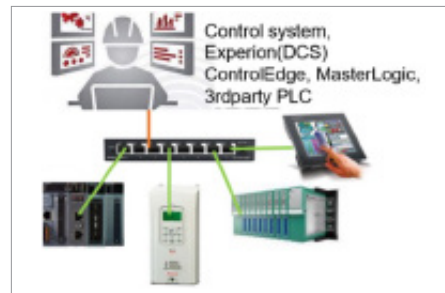 Control system,
Experion(DCS)
ControlEdge, MasterLogic,
3rdparty PLC